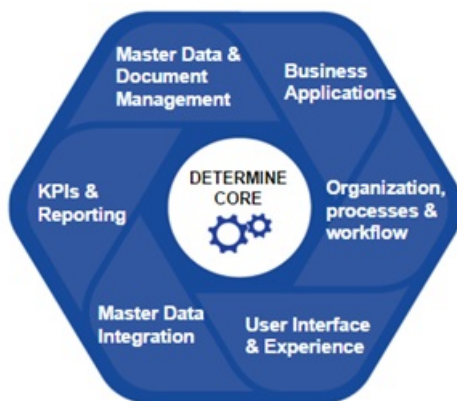 Master Data &
Document
Management
Business
Applications
KPIs &
Reporting
DETERMINE
CORE
Organization,
processes &
workflow
Master Data
Integration
User Interface
& Experience